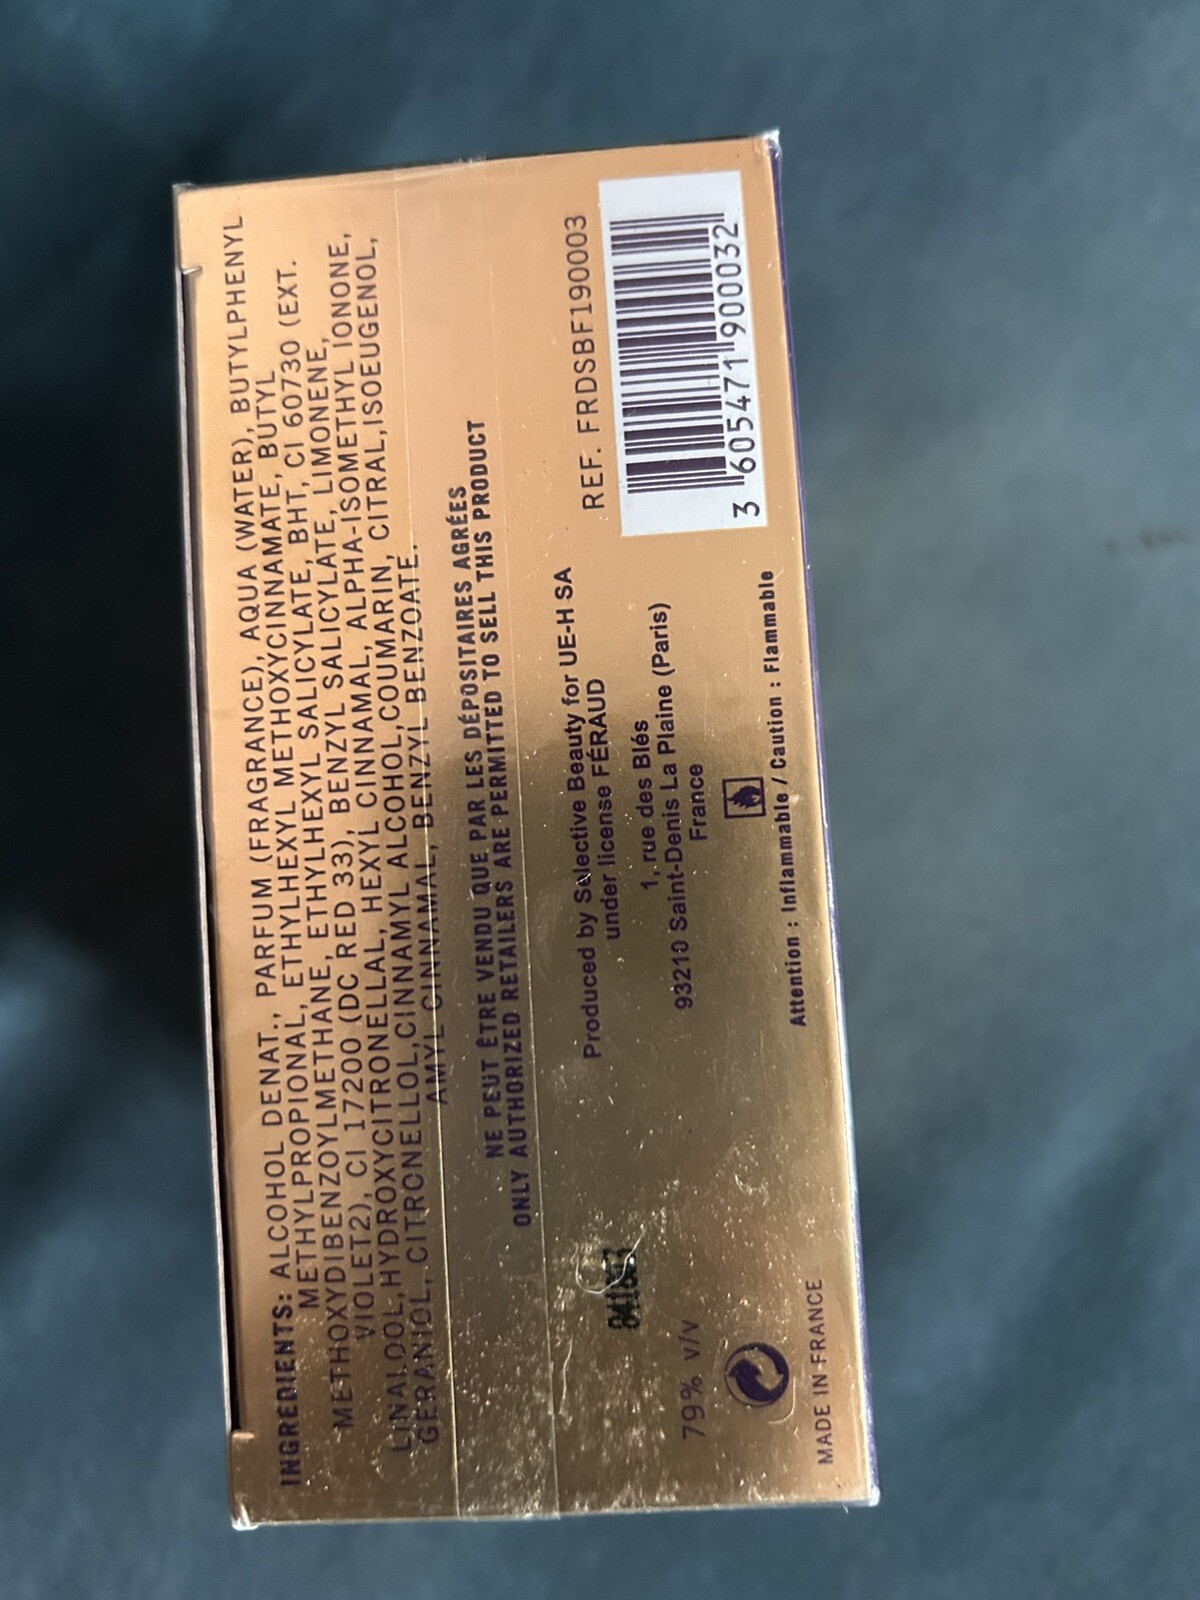 INGREDIENTS: ALCOHOL DENAT., PARFUM (FRAGRANCE), AQUA (WATER), BUTYLPHENYL
METHYLPROPIONAL, ETHYLHEXYL METHOXYCINNAMATE, BUTYL
METHOXYDIBENZOYLMETHANE, ETHYLHEXYL SALICYLATE, BHT, CI 60730 (EXT.
VIOLET2), CI 17200 (DC RED 33), BENZYL SALICYLATE, LIMONENE,
LINALOOL,HYDROXYCITRONELLAL, HEXYL CINNAMAL, ALPHA-ISOMETHYL IONONE,
GERANIOL, CITRONELLOL,CINNAMYL ALCOHOL,COUMARIN, CITRAL,ISOEUGENOL,
AMYL CINNAMAL, BENZYL BENZOATE.
NE PEUT ÊTRE VENDU QUE PAR LES DÉPOSITAIRES AGRÉES
ONLY AUTHORIZED RETAILERS ARE PERMITTED TO SELL THIS PRODUCT
REF. FRDSBF190003
3 605471 900032
Produced by Selective Beauty for UE-H SA
under license FÉRAUD
1, rue des Blés
93210 Saint-Denis La Plaine (Paris)
France
Attention : Inflammable / Caution : Flammable
79% v/v
MADE IN FRANCE